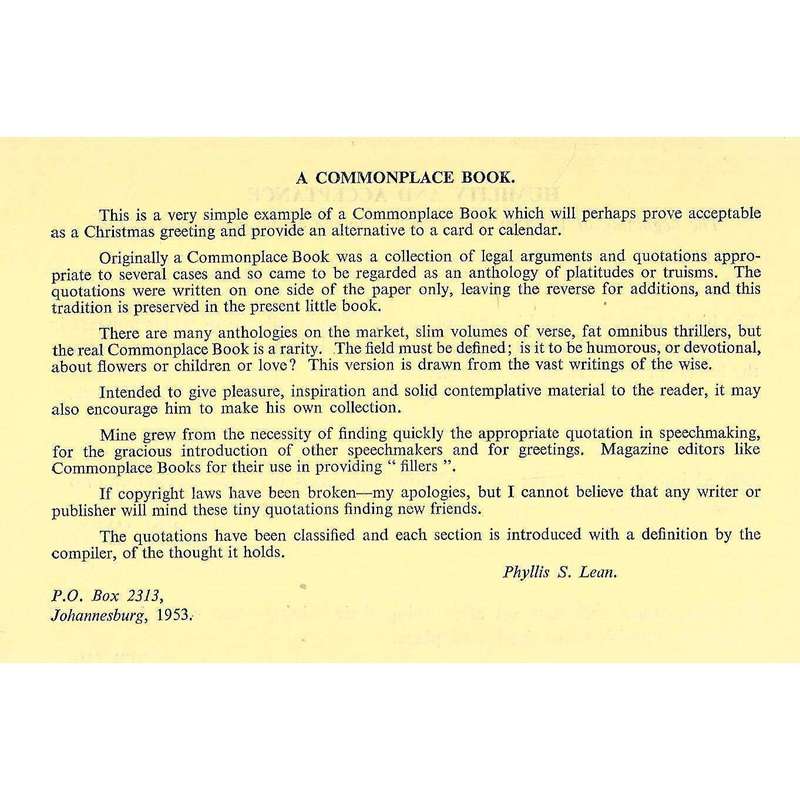 A COMMONPLACE BOOK.
This is a very simple example of a Commonplace Book which will perhaps prove acceptable
as a Christmas greeting and provide an alternative to a card or calendar.
Originally a Commonplace Book was a collection of legal arguments and quotations appro-
priate to several cases and so came to be regarded as an anthology of platitudes or truisms. The
quotations were written on one side of the paper only, leaving the reverse for additions, and this
tradition is preserved in the present little book.
There are many anthologies on the market, slim volumes of verse, fat omnibus thrillers, but
the real Commonplace Book is a rarity. The field must be defined; is it to be humorous, or devotional,
about flowers or children or love? This version is drawn from the vast writings of the wise.
Intended to give pleasure, inspiration and solid contemplative material to the reader, it may
also encourage him to make his own collection.
Mine grew from the necessity of finding quickly the appropriate quotation in speechmaking,
for the gracious introduction of other speechmakers and for greetings. Magazine editors like
Commonplace Books for their use in providing “ fillers ”.
If copyright laws have been broken—my apologies, but I cannot believe that any writer or
publisher will mind these tiny quotations finding new friends.
The quotations have been classified and each section is introduced with a definition by the
compiler, of the thought it holds.
Phyllis S. Lean.
P.O. Box 2313,
Johannesburg, 1953.